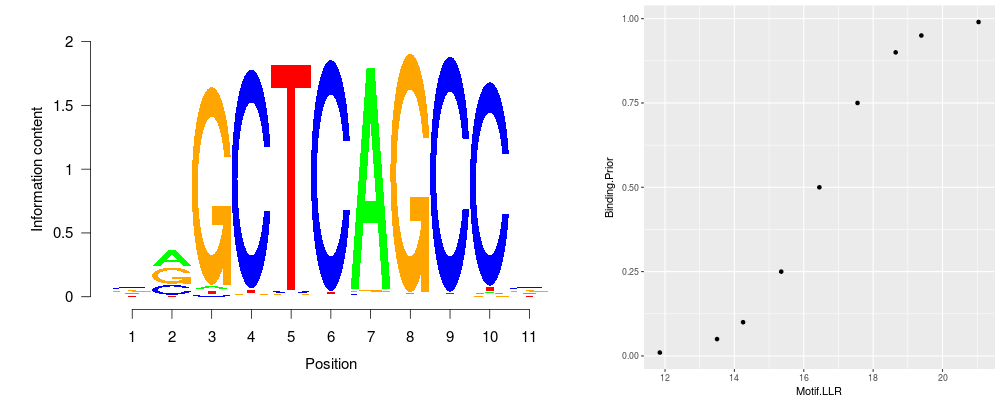 2
1.5
1
0.5
0
Information content
GCTCAGCC
A
G
C
1 2 3 4 5 6 7 8 9 10 11
Position
1.00
0.75
0.50
0.25
0.00
Binding.Prior
12 14 16 18 20
Motif.LLR